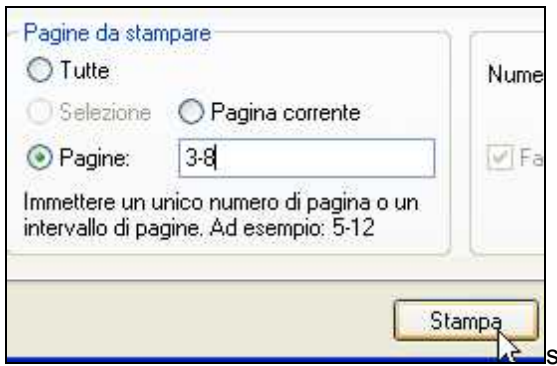 Pagine da stampare
Tutte
Nume
Selezione Pagina corrente
Pagine: 3-8
Fa
Immettere un unico numero di pagina o un
intervallo di pagine. Ad esempio: 5-12
Stampa
s